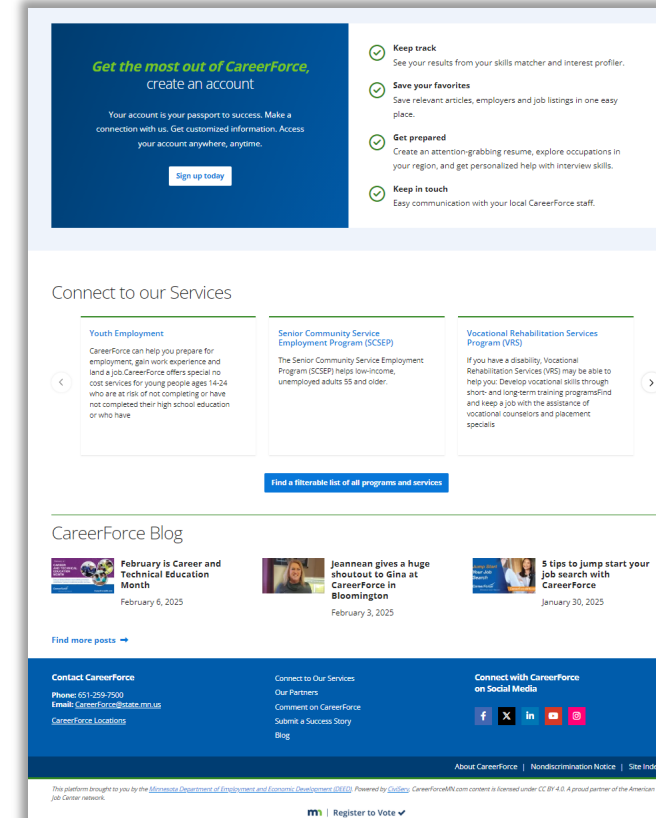 Get the most out of CareerForce,
create an account
Your account is your passport to success. Make a
connection with us. Get customized information. Access
your account anywhere, anytime.
Sign up today
Keep track
See your results from your skills matcher and interest profiler.
Save your favorites
Save relevant articles, employers and job listings in one easy
place.
Get prepared
Create an attention-grabbing resume, explore occupations in
your region, and get personalized help with interview skills.
Keep in touch
Easy communication with your local CareerForce staff.
Connect to our Services
Youth Employment
CareerForce can help you prepare for
employment, gain work experience and
land a job.CareerForce offers special no
cost services for young people ages 14-24
who are at risk of not completing or have
not completed their high school education
or who have
Senior Community Service
Employment Program (SCSEP)
The Senior Community Service Employment
Program (SCSEP) helps low-income,
unemployed adults 55 and older.
Vocational Rehabilitation Services
Program (VRS)
If you have a disability, Vocational
Rehabilitation Services (VRS) may be able to
help you: Develop vocational skills through
short- and long-term training programsFind
and keep a job with the assistance of
vocational counselors and placement
specialis
Find a filterable list of all programs and services
CareerForce Blog
February is Career and
Technical Education
Month
February 6, 2025
Jeannean gives a huge
shoutout to Gina at
CareerForce in
Bloomington
February 3, 2025
Jump Start
Your Job
Search
5 tips to jump start your
job search with
CareerForce
January 30, 2025
Find more posts
Contact CareerForce
Phone: 651-259-7500
Email: CareerForce@state.mn.us
CareerForce Locations
Connect to Our Services
Our Partners
Comment on CareerForce
Submit a Success Story
Blog
Connect with CareerForce
on Social Media
About CareerForce | Nondiscrimination Notice | Site Inde
This platform brought to you by the Minnesota Department of Employment and Economic Development (DEED). Powered by CiviServ. CareerForceMN.com content is licensed under CC BY 4.0. A proud partner of the American
Job Center network.
mn | Register to Vote